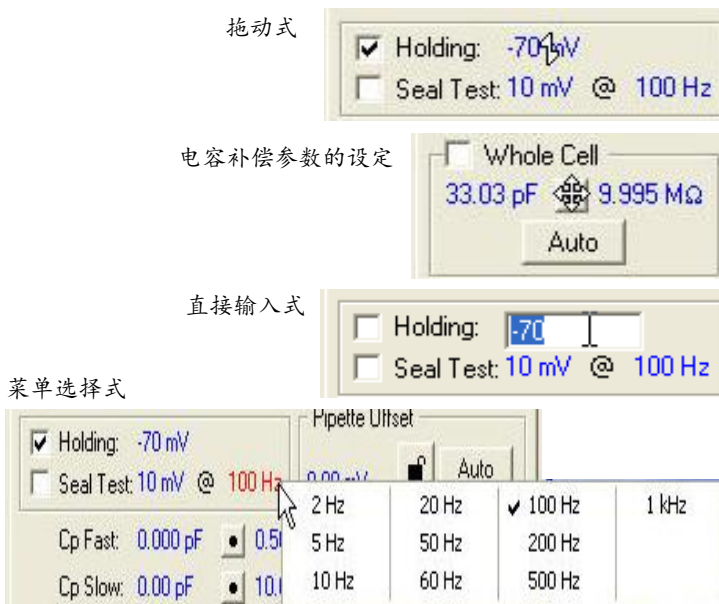 拖动式
Holding: -70 mV
Seal Test: 10 mV @ 100 Hz
电容补偿参数的设定
Whole Cell
33.03 pF 9.995 MΩ
Auto
直接输入式
Holding: -70
Seal Test: 10 mV @ 100 Hz
菜单选择式
Pipette Offset
Holding: -70 mV
Seal Test: 10 mV @ 100 Hz
0.00 mV Auto
2 Hz 20 Hz ✔ 100 Hz 1 kHz
Cp Fast: 0.000 pF
5 Hz 50 Hz 200 Hz
Cp Slow: 0.00 pF
10 Hz 60 Hz 500 Hz